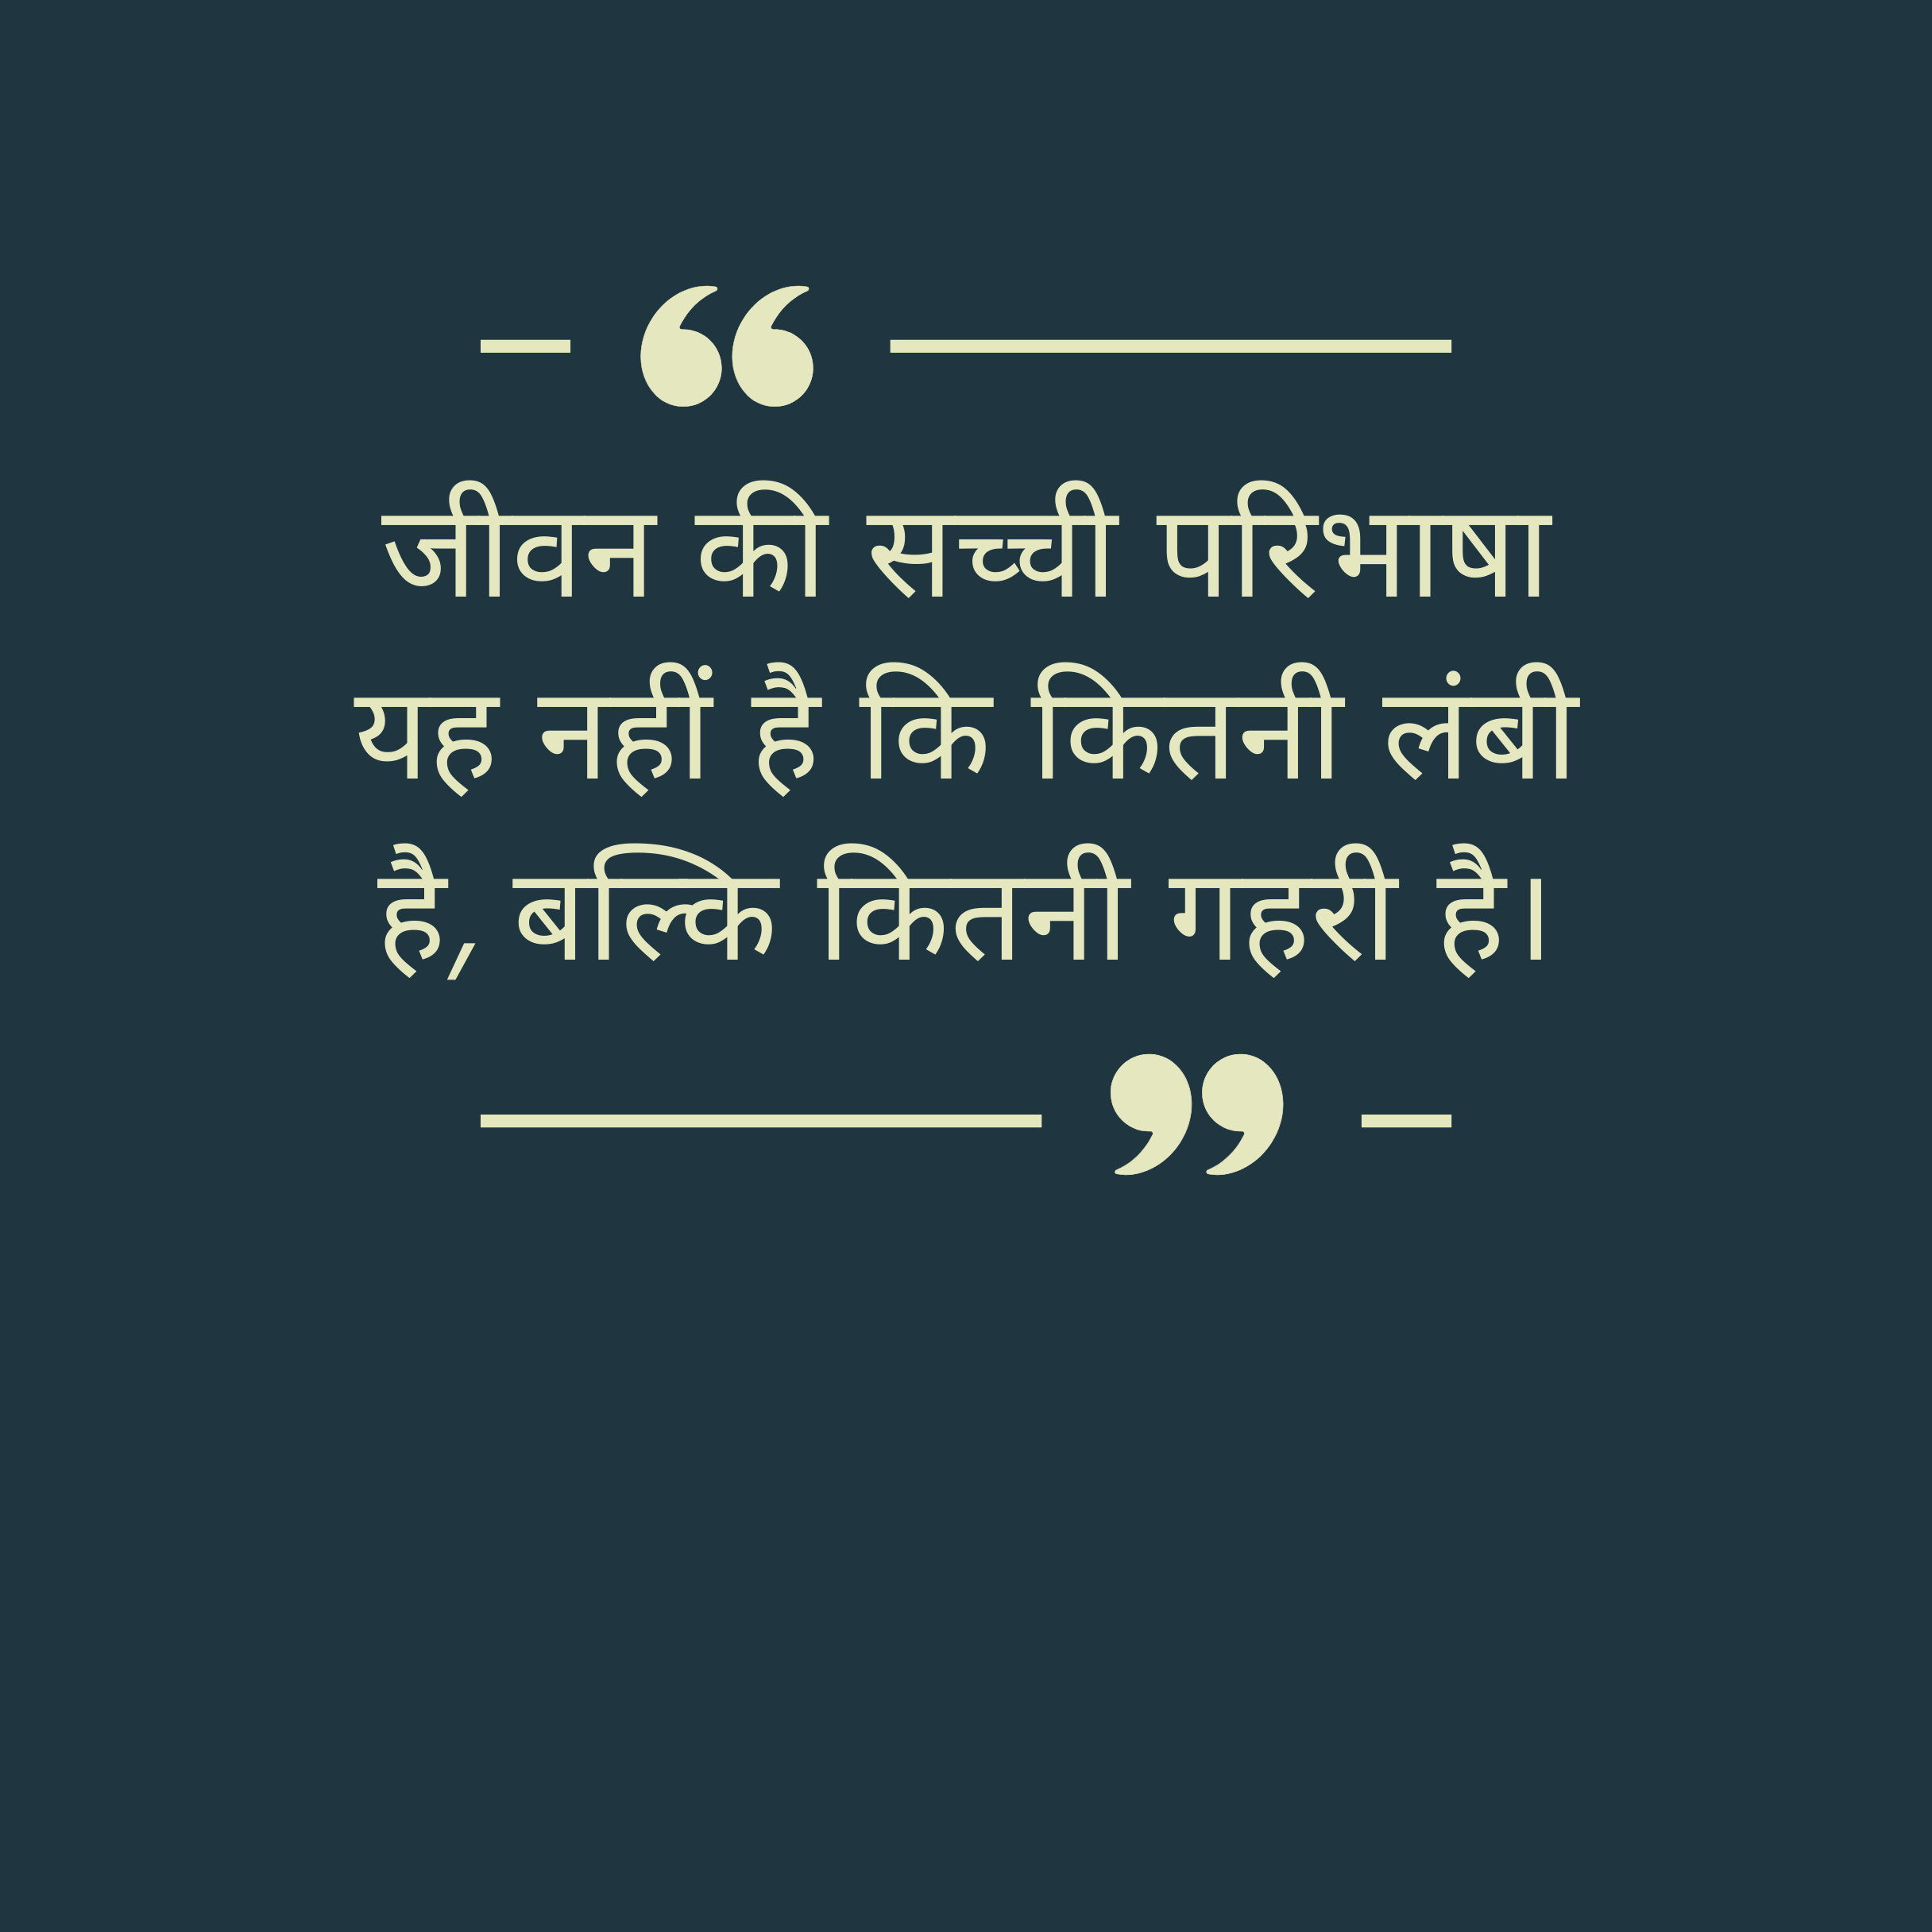 “
जीवन की सच्ची परिभाषा
यह नहीं है कि कितनी लंबी
है, बल्कि कितनी गहरी है।
”